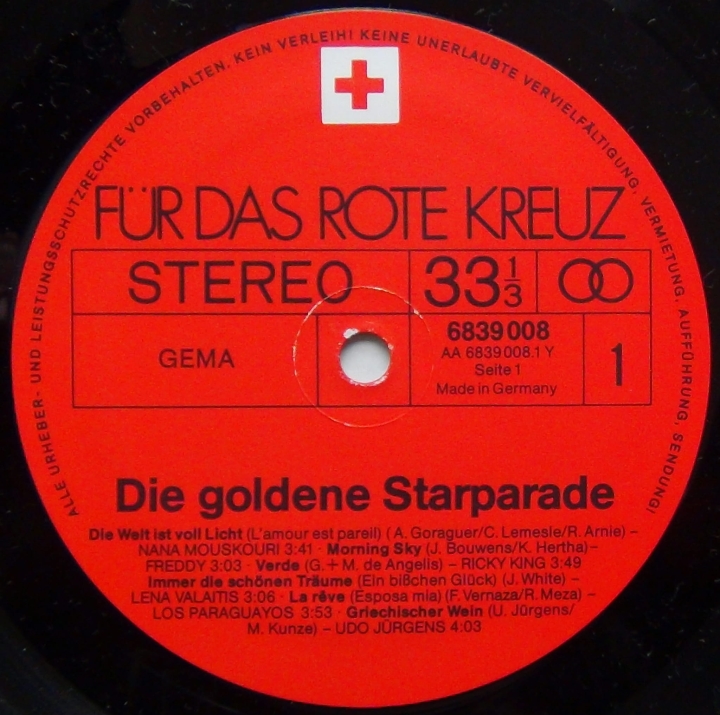 ALLE URHEBER- UND LEISTUNGSSCHUTZRECHTE VORBEHALTEN. KEIN VERLEIH! KEINE UNERLAUBTE VERVIELFÄLTIGUNG, VERMIETUNG, AUFFÜHRUNG, SENDUNG!
FÜR DAS ROTE KREUZ
STEREO 33 1/3
GEMA
6839 008
AA 6839 008.1 Y
Seite 1
Made in Germany
1
Die goldene Starparade
Die Welt ist voll Licht (L'amour est pareil) (A. Goraguer/C. Lemesle/R. Arnie) –
NANA MOUSKOURI 3:41 · Morning Sky (J. Bouwens/K. Hertha)–
FREDDY 3:03 · Verde (G. + M. de Angelis) – RICKY KING 3:49
Immer die schönen Träume (Ein bißchen Glück) (J. White) –
LENA VALAITIS 3:06 · La rêve (Esposa mia) (F. Vernaza/R. Meza) –
LOS PARAGUAYOS 3:53 · Griechischer Wein (U. Jürgens/
M. Kunze) – UDO JÜRGENS 4:03